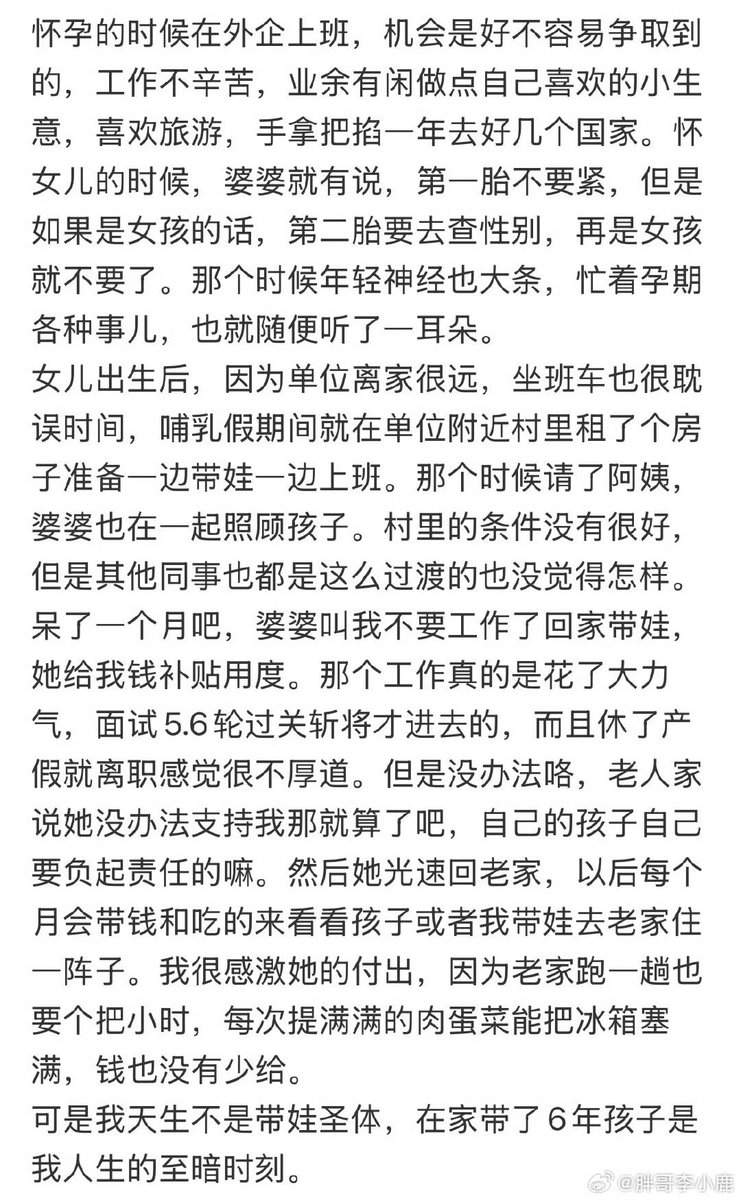 怀孕的时候在外企上班，机会是好不容易争取到
的，工作不辛苦，业余有闲做点自己喜欢的小生
意，喜欢旅游，手拿把掐一年去好几个国家。怀
女儿的时候，婆婆就有说，第一胎不要紧，但是
如果是女孩的话，第二胎要去查性别，再是女孩
就不要了。那个时候年轻神经也大条，忙着孕期
各种事儿，也就随便听了一耳朵。
女儿出生后，因为单位离家很远，坐班车也很耽
误时间，哺乳假期间就在单位附近村里租了个房
子准备一边带娃一边上班。那个时候请了阿姨，
婆婆也在一起照顾孩子。村里的条件没有很好，
但是其他同事也都是这么过渡的也没觉得怎样。
呆了一个月吧，婆婆叫我不要工作了回家带娃，
她给我钱补贴用度。那个工作真的是花了大力
气，面试5.6轮过关斩将才进去的，而且休了产
假就离职感觉很不厚道。但是没办法咯，老人家
说她没办法支持我那就算了吧，自己的孩子自己
要负起责任的嘛。然后她光速回老家，以后每个
月会带钱和吃的来看看孩子或者我带娃去老家住
一阵子。我很感激她的付出，因为老家跑一趟也
要个把小时，每次提满满的肉蛋菜能把冰箱塞
满，钱也没有少给。
可是我天生不是带娃圣体，在家带了6年孩子是
我人生的至暗时刻。
@胖哥李小鹿